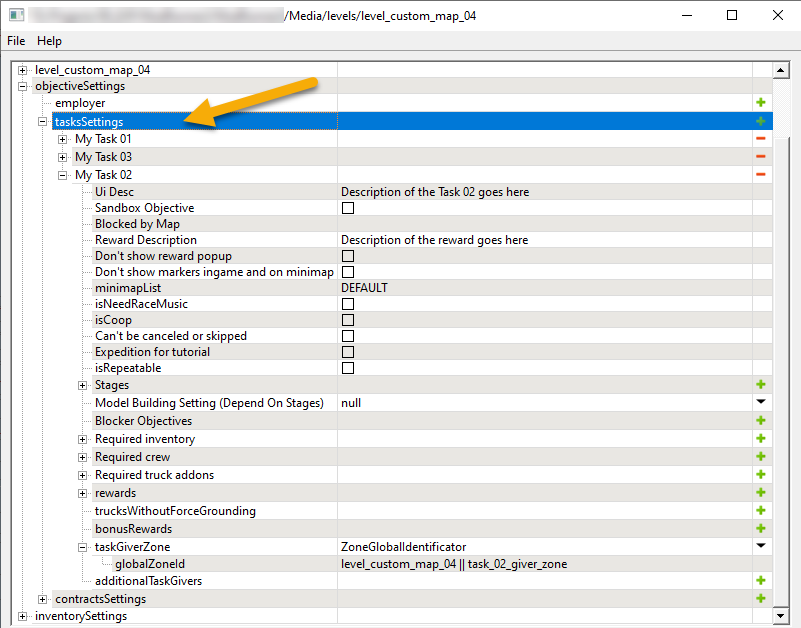 /Media/levels/level_custom_map_04
File Help
level_custom_map_04
objectiveSettings
employer
tasksSettings
My Task 01
My Task 03
My Task 02
Ui Desc Description of the Task 02 goes here
Sandbox Objective
Blocked by Map
Reward Description Description of the reward goes here
Don't show reward popup
Don't show markers ingame and on minimap
minimapList DEFAULT
isNeedRaceMusic
isCoop
Can't be canceled or skipped
Expedition for tutorial
isRepeatable
Stages
Model Building Setting (Depend On Stages) null
Blocker Objectives
Required inventory
Required crew
Required truck addons
rewards
trucksWithoutForceGrounding
bonusRewards
taskGiverZone ZoneGlobalIdentificator
globalZoneId level_custom_map_04 || task_02_giver_zone
additionalTaskGivers
contractsSettings
inventorySettings